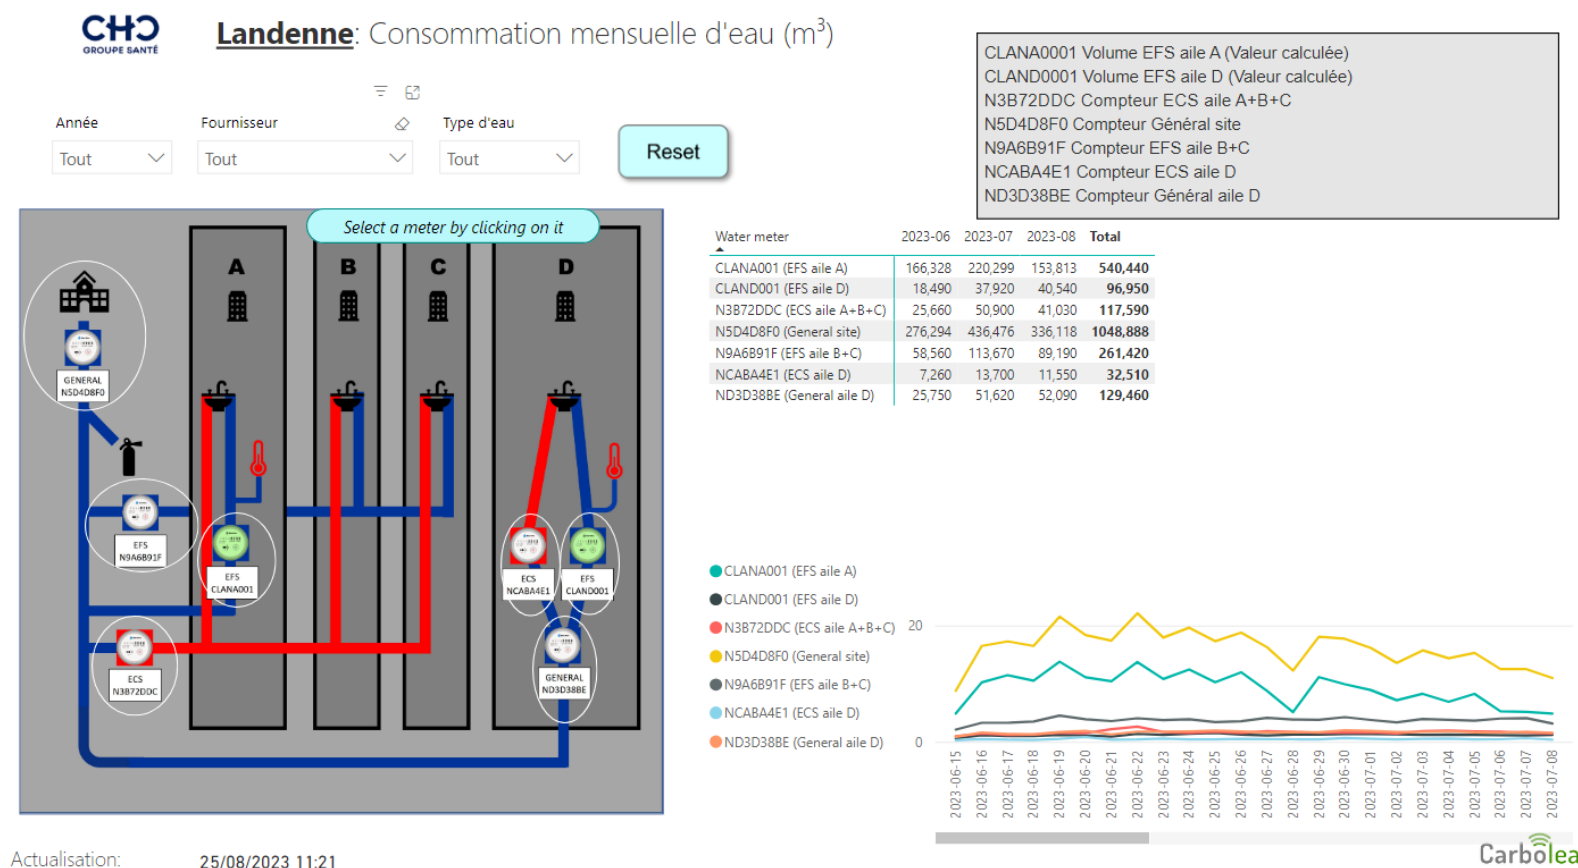 CHC
GROUPE SANTÉ
Landenne: Consommation mensuelle d'eau (m³)
CLANA0001 Volume EFS aile A (Valeur calculée)
CLAND0001 Volume EFS aile D (Valeur calculée)
N3B72DDC Compteur ECS aile A+B+C
N5D4D8F0 Compteur Général site
N9A6B91F Compteur EFS aile B+C
NCABA4E1 Compteur ECS aile D
ND3D38BE Compteur Général aile D
Année
Fournisseur
Type d'eau
Tout
Tout
Tout
Reset
Select a meter by clicking on it
A
B
C
D
GENERAL
N5D4D8F0
EFS
N9A6B91F
EFS
CLANA001
ECS
N3B72DDC
ECS
NCABA4E1
EFS
CLAND001
GENERAL
ND3D38BE
Water meter 2023-06 2023-07 2023-08 Total
CLANA001 (EFS aile A) 166,328 220,299 153,813 540,440
CLAND001 (EFS aile D) 18,490 37,920 40,540 96,950
N3B72DDC (ECS aile A+B+C) 25,660 50,900 41,030 117,590
N5D4D8F0 (General site) 276,294 436,476 336,118 1048,888
N9A6B91F (EFS aile B+C) 58,560 113,670 89,190 261,420
NCABA4E1 (ECS aile D) 7,260 13,700 11,550 32,510
ND3D38BE (General aile D) 25,750 51,620 52,090 129,460
CLANA001 (EFS aile A)
CLAND001 (EFS aile D)
N3B72DDC (ECS aile A+B+C)
N5D4D8F0 (General site)
N9A6B91F (EFS aile B+C)
NCABA4E1 (ECS aile D)
ND3D38BE (General aile D)
20
0
2023-06-15
2023-06-16
2023-06-17
2023-06-18
2023-06-19
2023-06-20
2023-06-21
2023-06-22
2023-06-23
2023-06-24
2023-06-25
2023-06-26
2023-06-27
2023-06-28
2023-06-29
2023-06-30
2023-07-01
2023-07-02
2023-07-03
2023-07-04
2023-07-05
2023-07-06
2023-07-07
2023-07-08
Actualisation: 25/08/2023 11:21
Carbolea